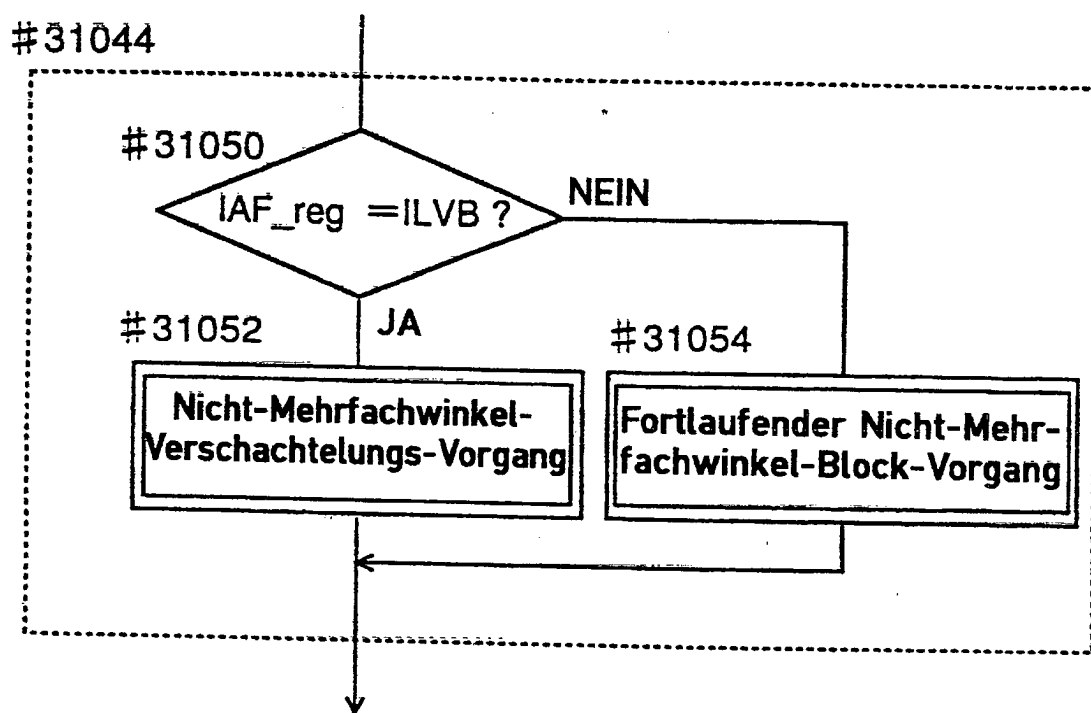 #31044
#31050
IAF_reg =ILVB ?
NEIN
JA
#31052
#31054
Nicht-Mehrfachwinkel-
Verschachtelungs-Vorgang
Fortlaufender Nicht-Mehr-
fachwinkel-Block-Vorgang